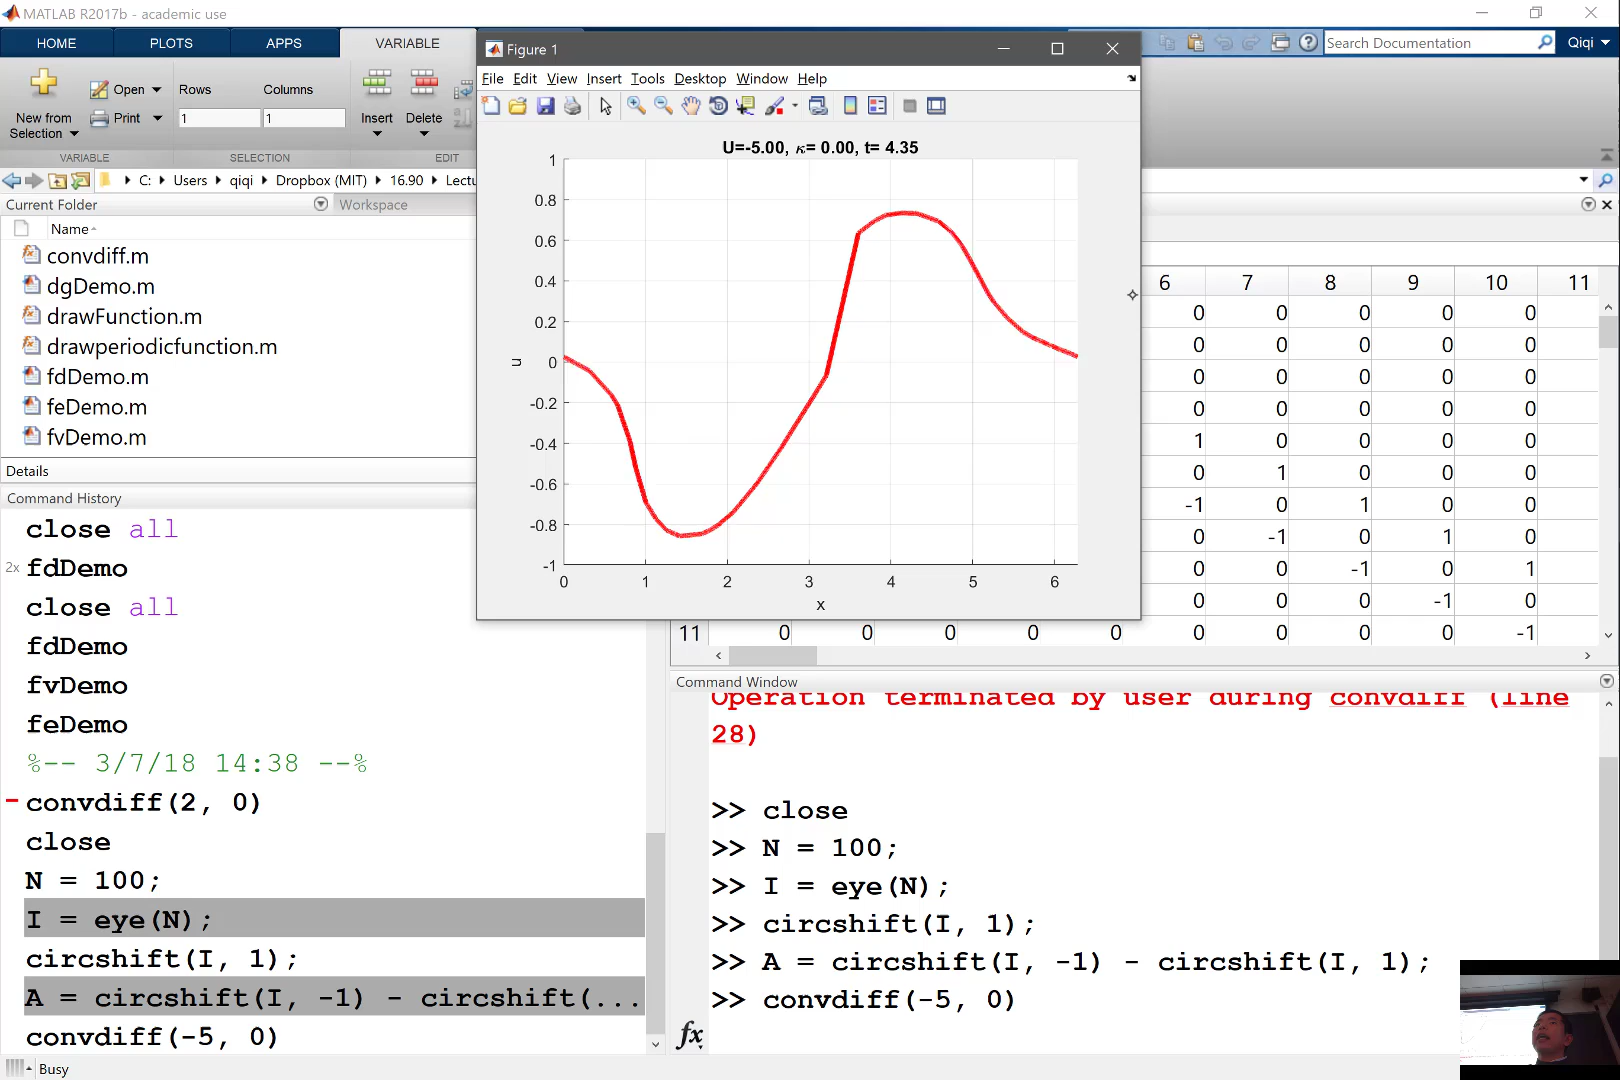 MATLAB R2017b - academic use
HOME PLOTS APPS VARIABLE
Search Documentation Qiqi
New from Selection
Open
Print
Rows Columns
1 1
Insert Delete
VARIABLE SELECTION EDIT
C: Users qiqi Dropbox (MIT) 16.90 Lectu
Current Folder Workspace
Name
convdiff.m
dgDemo.m
drawFunction.m
drawperiodicfunction.m
fdDemo.m
feDemo.m
fvDemo.m
Details
Command History
close all
2x fdDemo
close all
fdDemo
fvDemo
feDemo
%-- 3/7/18 14:38 --%
convdiff(2, 0)
close
N = 100;
I = eye(N);
circshift(I, 1);
A = circshift(I, -1) - circshift(...
convdiff(-5, 0)
Busy
Figure 1
File Edit View Insert Tools Desktop Window Help
U=-5.00, κ= 0.00, t= 4.35
1
0.8
0.6
0.4
0.2
0
-0.2
-0.4
-0.6
-0.8
-1
u
0 1 2 3 4 5 6
x
6 7 8 9 10 11
0 0 0 0 0
0 0 0 0 0
0 0 0 0 0
0 0 0 0 0
1 0 0 0 0
0 1 0 0 0
-1 0 1 0 0
0 -1 0 1 0
0 0 -1 0 1
0 0 0 -1 0
11 0 0 0 0 0 0 0 0 0 -1
Command Window
Operation terminated by user during convdiff (line
28)
>> close
>> N = 100;
>> I = eye(N);
>> circshift(I, 1);
>> A = circshift(I, -1) - circshift(I, 1);
>> convdiff(-5, 0)
fx